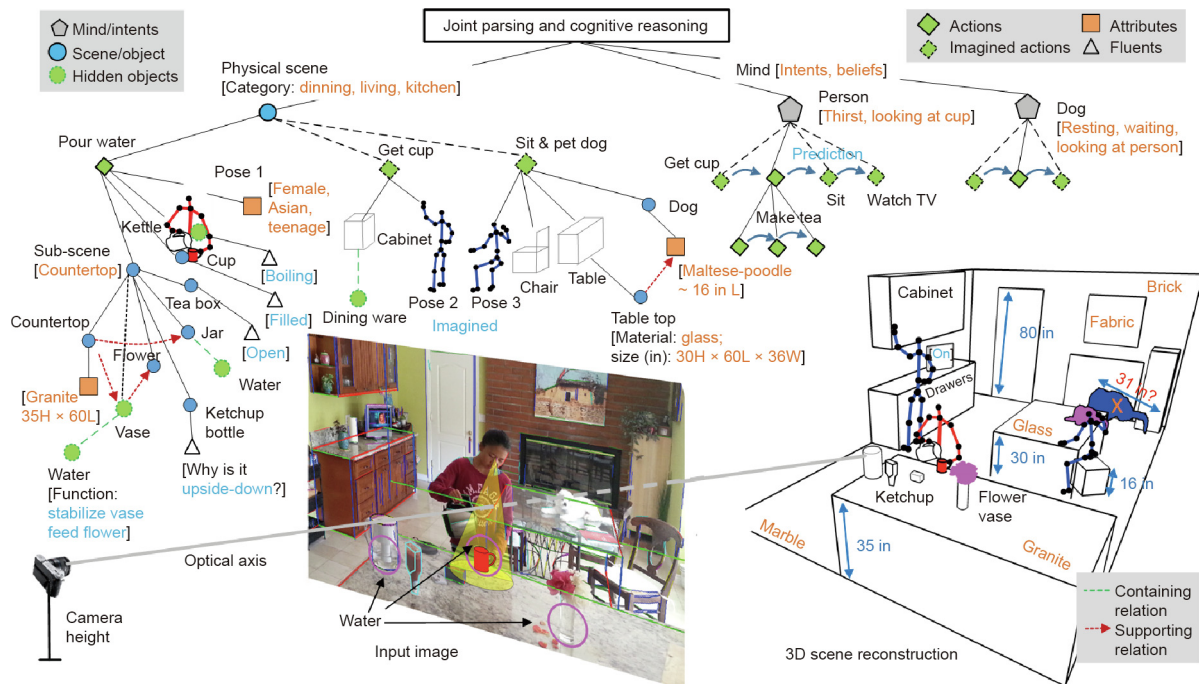 Joint parsing and cognitive reasoning
Mind/intents
Scene/object
Hidden objects
Actions
Imagined actions
Attributes
Fluents
Physical scene
[Category: dinning, living, kitchen]
Mind [Intents, beliefs]
Person
[Thirst, looking at cup]
Dog
[Resting, waiting,
looking at person]
Pour water
Get cup
Sit & pet dog
Get cup
Prediction
Sit
Watch TV
Make tea
Pose 1
[Female,
Asian,
teenage]
Kettle
Cup
Cabinet
Dining ware
Pose 2
Pose 3
Imagined
Chair
Table
Dog
[Maltese-poodle
~ 16 in L]
Table top
[Material: glass;
size (in): 30H × 60L × 36W]
Sub-scene
[Countertop]
[Boiling]
Tea box
[Filled]
Countertop
Jar
[Open]
Flower
Water
[Granite
35H × 60L]
Vase
Ketchup
bottle
Water
[Function:
stabilize vase
feed flower]
[Why is it
upside-down?]
Optical axis
Camera
height
Water
Input image
Cabinet
80 in
Brick
Fabric
[On]
Drawers
31 in?
X
Glass
30 in
16 in
Ketchup
Flower
vase
Marble
35 in
Granite
3D scene reconstruction
Containing
relation
Supporting
relation